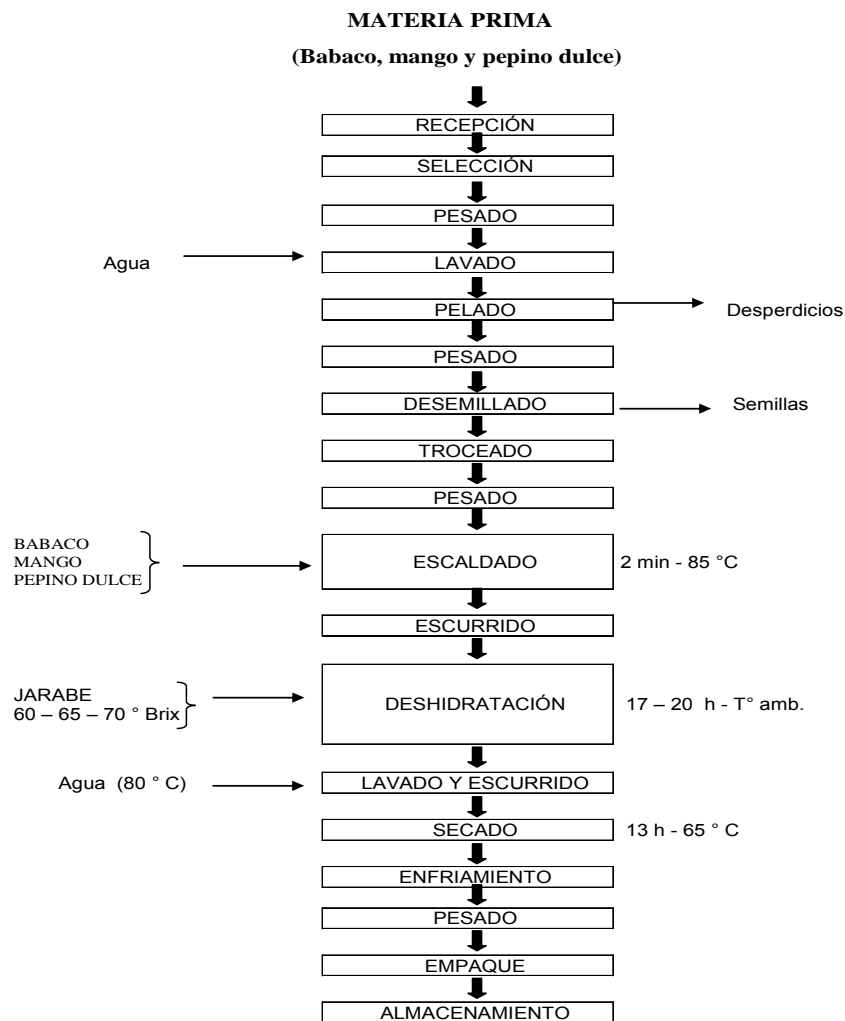 MATERIA PRIMA
(Babaco, mango y pepino dulce)
RECEPCIÓN
SELECCIÓN
PESADO
Agua
LAVADO
PELADO
Desperdicios
PESADO
DESEMILLADO
Semillas
TROCEADO
PESADO
BABACO
MANGO
PEPINO DULCE
ESCALDADO
2 min - 85 °C
ESCURRIDO
JARABE
60 – 65 – 70 ° Brix
DESHIDRATACIÓN
17 – 20 h - T° amb.
Agua (80 ° C)
LAVADO Y ESCURRIDO
SECADO
13 h - 65 ° C
ENFRIAMIENTO
PESADO
EMPAQUE
ALMACENAMIENTO